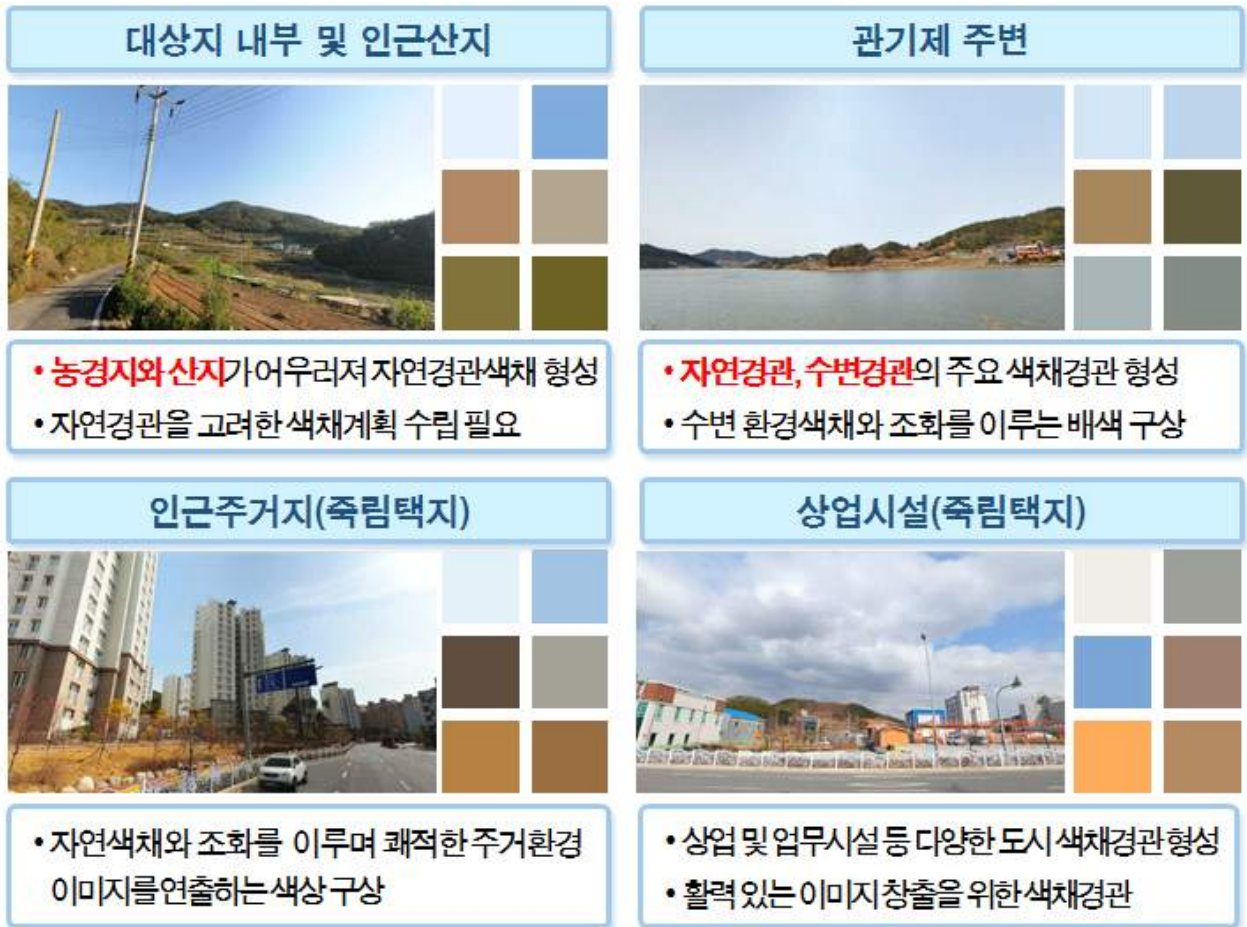 대상지 내부 및 인근산지
관기제 주변
• 농경지와 산지가 어우러져 자연경관색채 형성
• 자연경관을 고려한 색채계획 수립 필요
• 자연경관, 수변경관의 주요 색채경관 형성
• 수변 환경색채와 조화를 이루는 배색 구상
인근주거지(죽림택지)
상업시설(죽림택지)
• 자연색채와 조화를 이루며 쾌적한 주거환경
이미지를 연출하는 색상 구상
• 상업 및 업무시설 등 다양한 도시 색채경관 형성
• 활력 있는 이미지 창출을 위한 색채경관